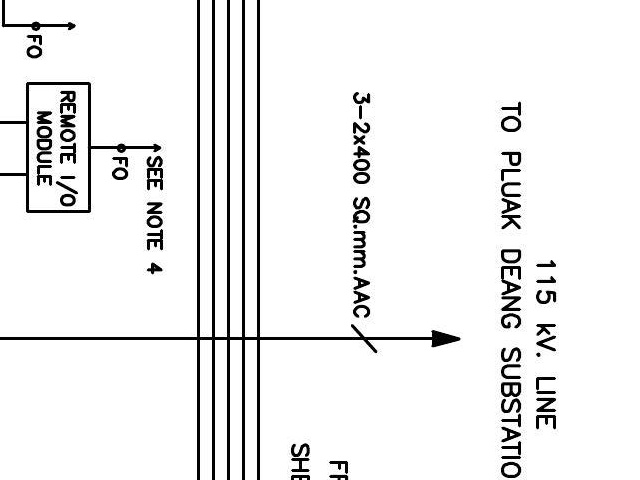 115 kV. LINE
TO PLUAK DEANG SUBSTATIO
3-2x400 SQ.mm.AAC
FO
REMOTE I/O
MODULE
FO
SEE NOTE 4
FF
SHE